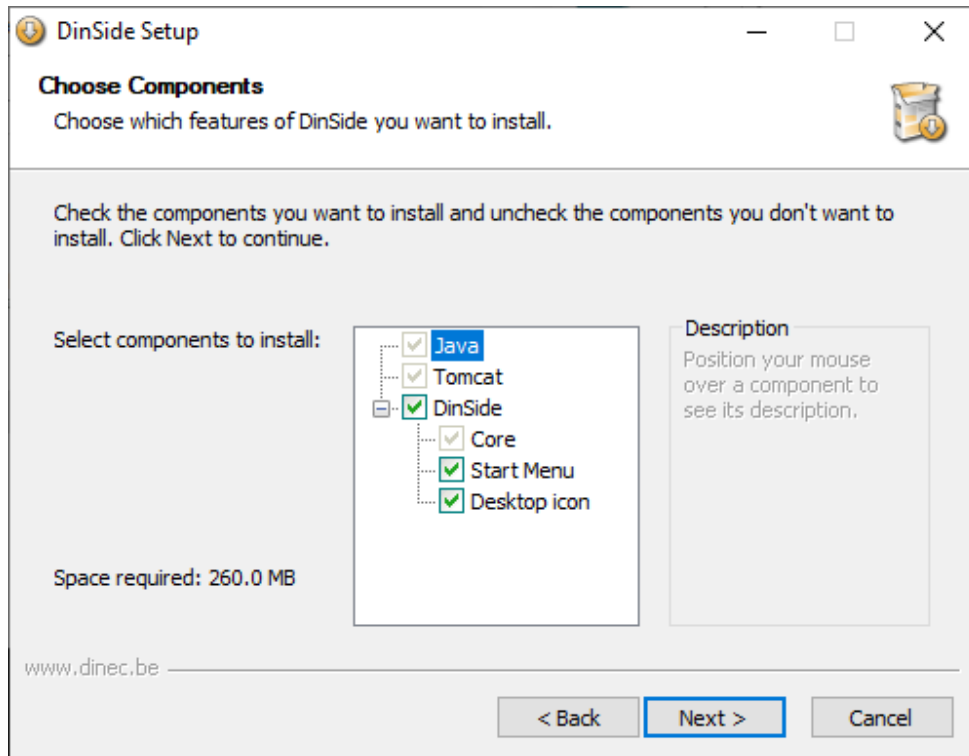 DinSide Setup
Choose Components
Choose which features of DinSide you want to install.
Check the components you want to install and uncheck the components you don't want to
install. Click Next to continue.
Select components to install:
Java
Tomcat
DinSide
Core
Start Menu
Desktop icon
Description
Position your mouse
over a component to
see its description.
Space required: 260.0 MB
www.dinec.be
< Back
Next >
Cancel